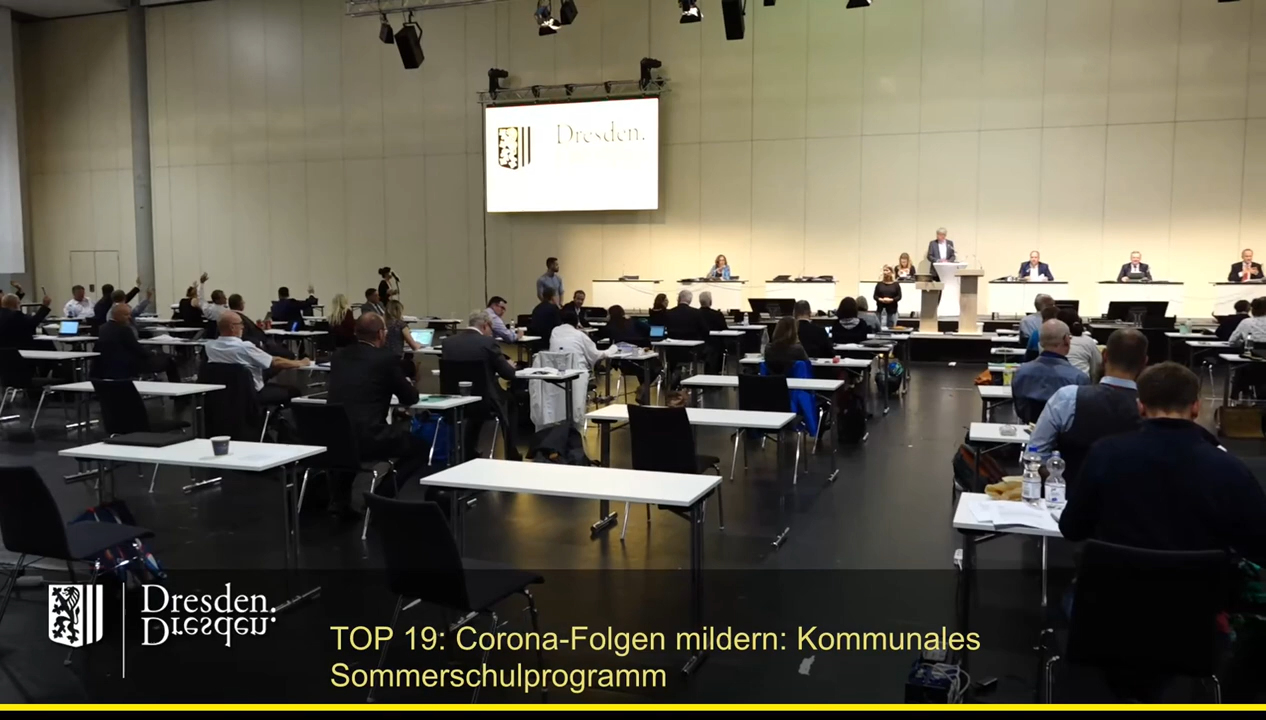 Dresden.
Dresden.
Dresden.
TOP 19: Corona-Folgen mildern: Kommunales
Sommerschulprogramm